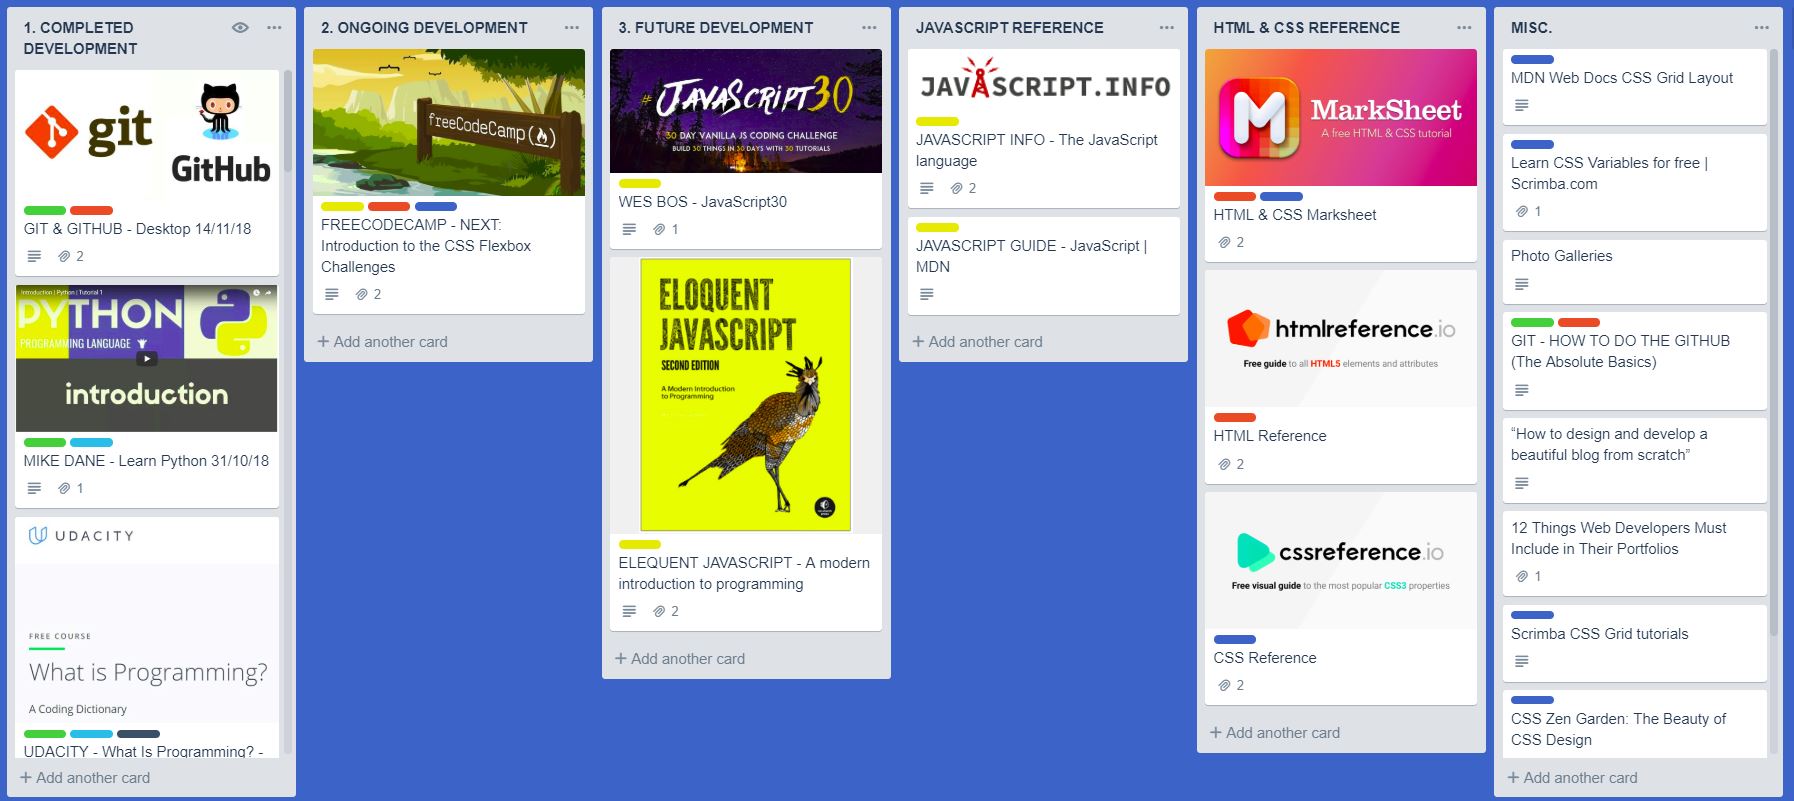 1. COMPLETED
DEVELOPMENT
git
GitHub
GIT & GITHUB - Desktop 14/11/18
2
Introduction | Python | Tutorial 1
PYTHON
PROGRAMMING LANGUAGE
introduction
MIKE DANE - Learn Python 31/10/18
1
UDACITY
FREE COURSE
What is Programming?
A Coding Dictionary
UDACITY - What Is Programming? -
+ Add another card
2. ONGOING DEVELOPMENT
freeCodeCamp(🔥)
FREECODECAMP - NEXT:
Introduction to the CSS Flexbox
Challenges
2
+ Add another card
3. FUTURE DEVELOPMENT
# JAVASCRIPT30
30 DAY VANILLA JS CODING CHALLENGE
BUILD 30 THINGS IN 30 DAYS WITH 30 TUTORIALS
WES BOS - JavaScript30
1
ELOQUENT
JAVASCRIPT
SECOND EDITION
A Modern Introduction
to Programming
ELEQUENT JAVASCRIPT - A modern
introduction to programming
2
+ Add another card
JAVASCRIPT REFERENCE
JAVASCRIPT.INFO
JAVASCRIPT INFO - The JavaScript
language
2
JAVASCRIPT GUIDE - JavaScript |
MDN
+ Add another card
HTML & CSS REFERENCE
M
MarkSheet
A free HTML & CSS tutorial
HTML & CSS Marksheet
2
htmlreference.io
Free guide to all HTML5 elements and attributes
HTML Reference
2
cssreference.io
Free visual guide to the most popular CSS3 properties
CSS Reference
2
+ Add another card
MISC.
MDN Web Docs CSS Grid Layout
Learn CSS Variables for free |
Scrimba.com
1
Photo Galleries
GIT - HOW TO DO THE GITHUB
(The Absolute Basics)
“How to design and develop a
beautiful blog from scratch”
12 Things Web Developers Must
Include in Their Portfolios
1
Scrimba CSS Grid tutorials
CSS Zen Garden: The Beauty of
CSS Design
+ Add another card